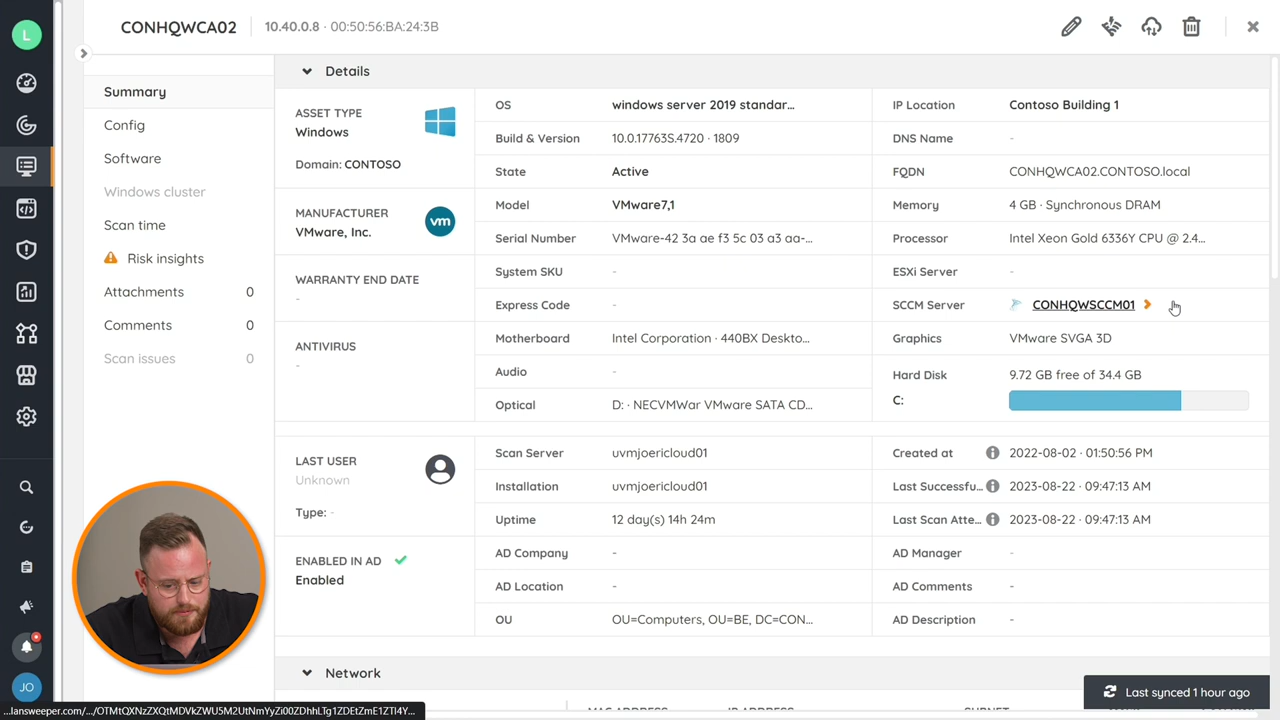 L
CONHQWCA02
10.40.0.8 · 00:50:56:BA:24:3B
Summary
Config
Software
Windows cluster
Scan time
Risk insights
Attachments 0
Comments 0
Scan issues 0
Details
ASSET TYPE
Windows
Domain: CONTOSO
MANUFACTURER
VMware, Inc.
vm
WARRANTY END DATE
-
ANTIVIRUS
-
OS windows server 2019 standar...
Build & Version 10.0.17763S.4720 · 1809
State Active
Model VMware7,1
Serial Number VMware-42 3a ae f3 5c 03 a3 aa-...
System SKU -
Express Code -
Motherboard Intel Corporation · 440BX Deskto...
Audio -
Optical D: · NECVMWar VMware SATA CD...
IP Location Contoso Building 1
DNS Name -
FQDN CONHQWCA02.CONTOSO.local
Memory 4 GB · Synchronous DRAM
Processor Intel Xeon Gold 6336Y CPU @ 2.4...
ESXi Server -
SCCM Server CONHQWSCCM01
Graphics VMware SVGA 3D
Hard Disk 9.72 GB free of 34.4 GB
C:
LAST USER
Unknown
Type: -
ENABLED IN AD
Enabled
Scan Server uvmjoericloud01
Installation uvmjoericloud01
Uptime 12 day(s) 14h 24m
AD Company -
AD Location -
OU OU=Computers, OU=BE, DC=CON...
Created at 2022-08-02 · 01:50:56 PM
Last Successfu... 2023-08-22 · 09:47:13 AM
Last Scan Atte... 2023-08-22 · 09:47:13 AM
AD Manager -
AD Comments -
AD Description -
Network
JO
Last synced 1 hour ago
MAC ADDRESS IP ADDRESS SUBNET